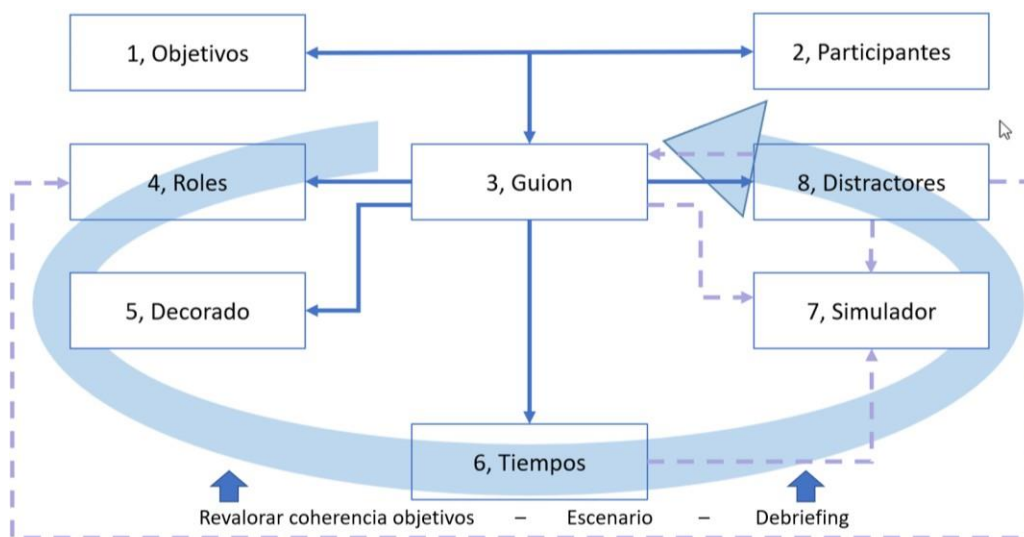 1, Objetivos
2, Participantes
4, Roles
3, Guion
8, Distractores
5, Decorado
7, Simulador
6, Tiempos
Revalorar coherencia objetivos – Escenario – Debriefing